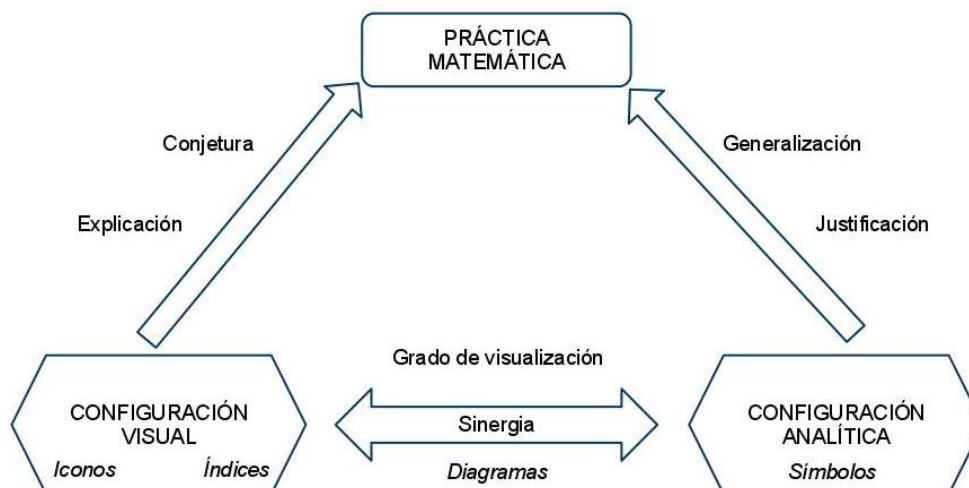 PRÁCTICA
MATEMÁTICA
Conjetura
Generalización
Explicación
Justificación
Grado de visualización
CONFIGURACIÓN
VISUAL
Iconos Índices
Sinergia
Diagramas
CONFIGURACIÓN
ANALÍTICA
Símbolos